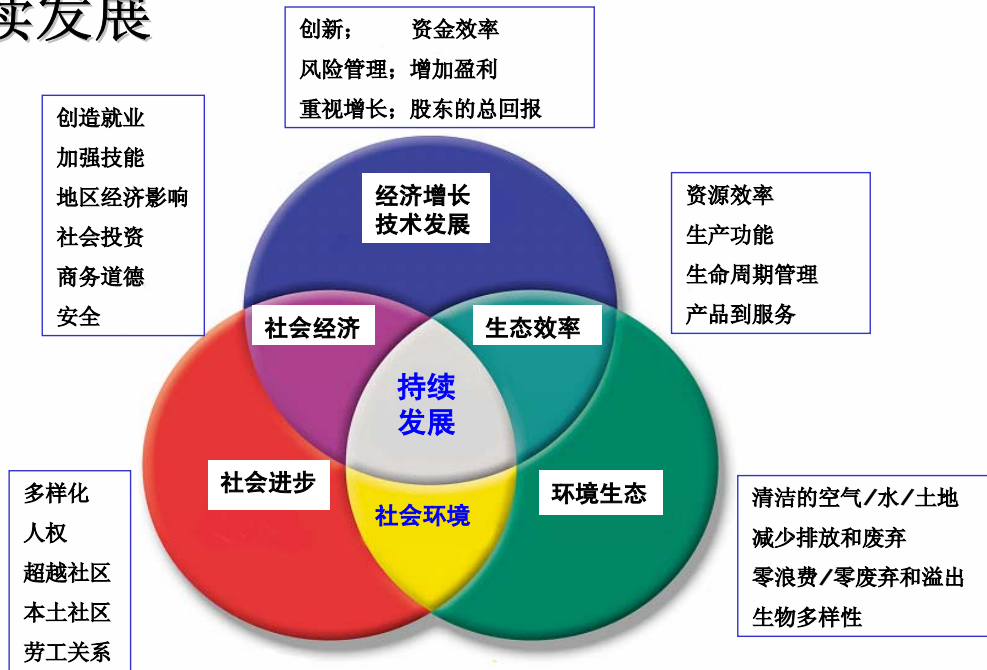 续发展
创新；　　资金效率
风险管理；增加盈利
重视增长；股东的总回报
创造就业
加强技能
地区经济影响
社会投资
商务道德
安全
经济增长
技术发展
资源效率
生产功能
生命周期管理
产品到服务
社会经济
生态效率
持续
发展
社会进步
社会环境
环境生态
多样化
人权
超越社区
本土社区
劳工关系
清洁的空气/水/土地
减少排放和废弃
零浪费/零废弃和溢出
生物多样性